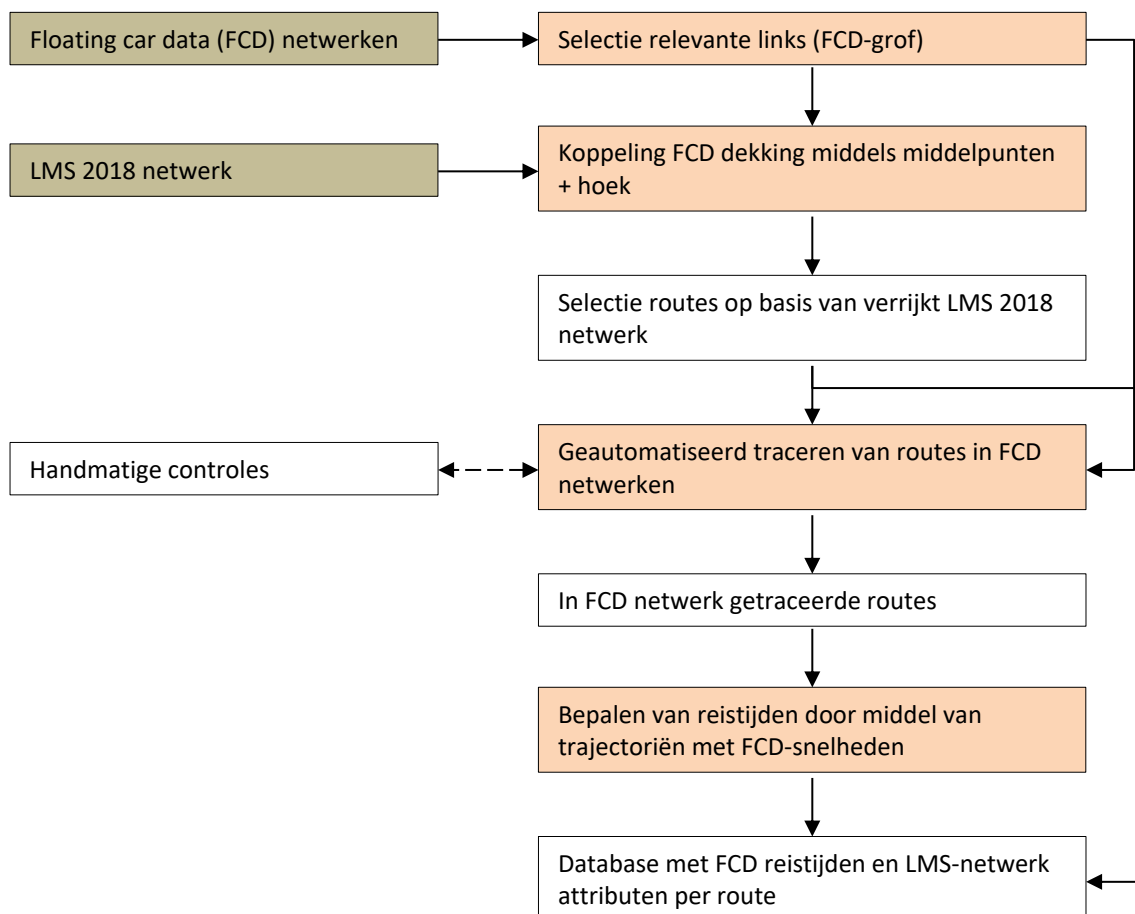 Floating car data (FCD) netwerken
Selectie relevante links (FCD-grof)
LMS 2018 netwerk
Koppeling FCD dekking middels middelpunten
+ hoek
Selectie routes op basis van verrijkt LMS 2018
netwerk
Handmatige controles
Geautomatiseerd traceren van routes in FCD
netwerken
In FCD netwerk getraceerde routes
Bepalen van reistijden door middel van
trajectoriën met FCD-snelheden
Database met FCD reistijden en LMS-netwerk
attributen per route